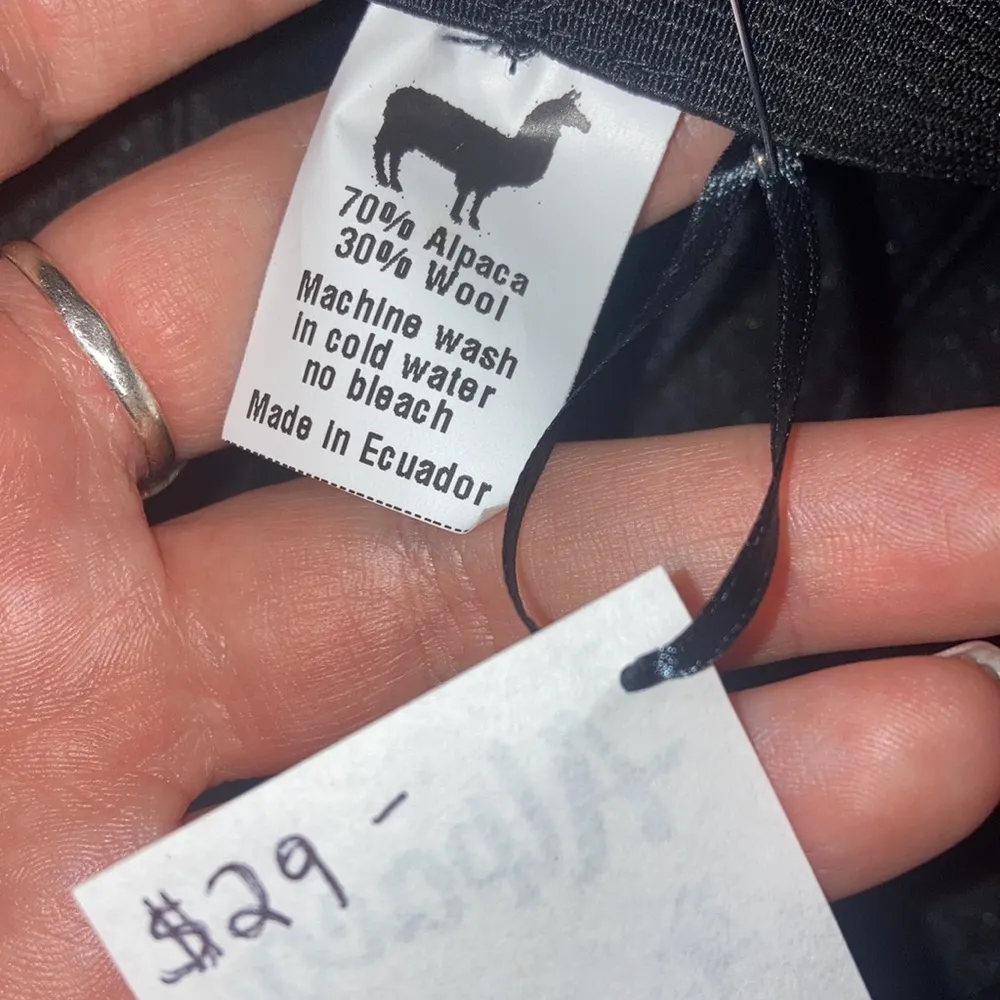 70% Alpaca
30% Wool
Machine wash
in cold water
no bleach
Made in Ecuador
$29-